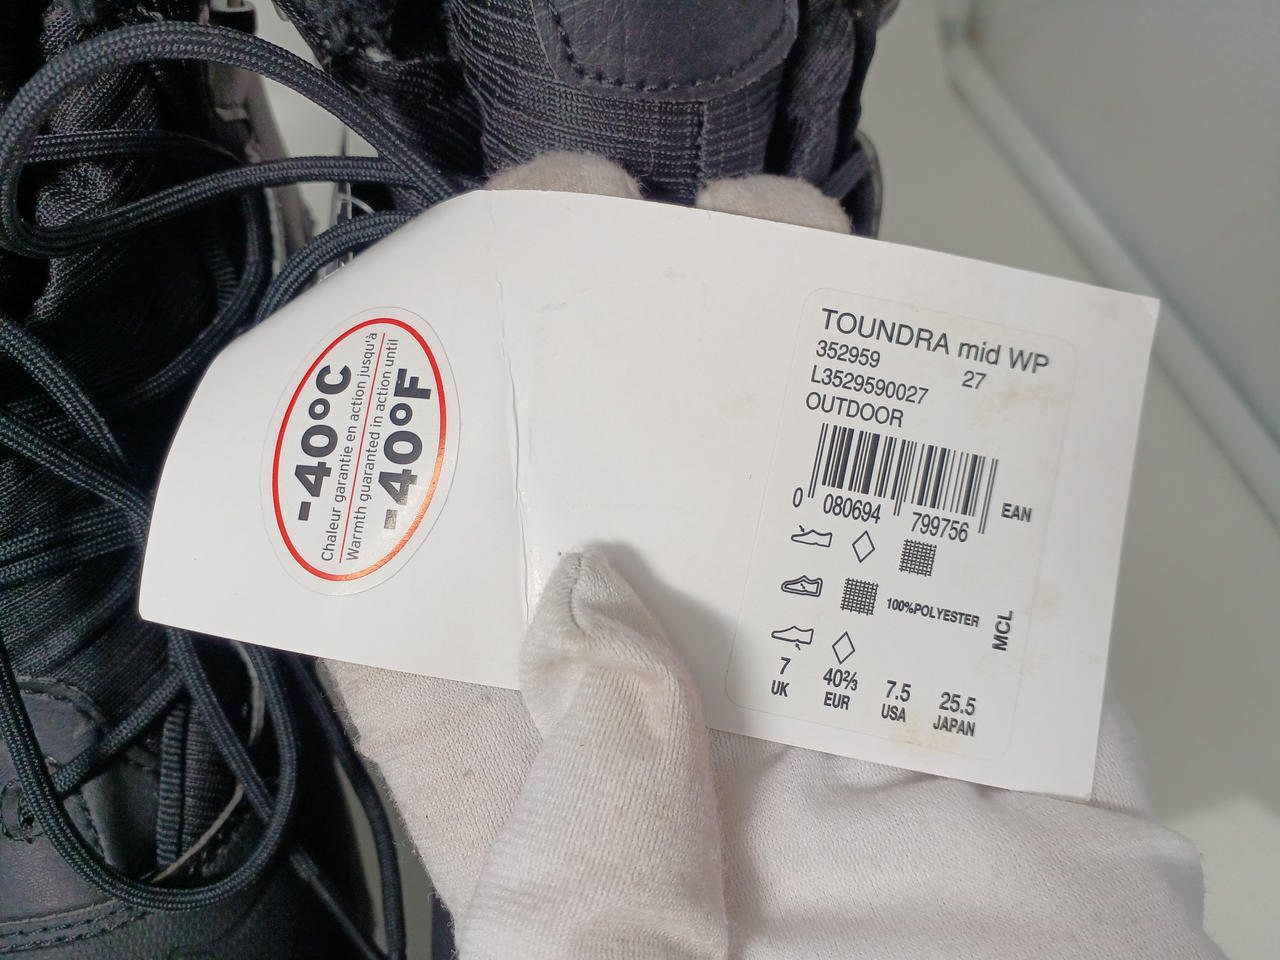 -40°C
Chaleur garantie en action jusqu'à
Warmth guaranteed in action until
-40°F
TOUNDRA mid WP
352959 27
L3529590027
OUTDOOR
0 080694 799756 EAN
100%POLYESTER
MCL
7 40⅔ 7.5 25.5
UK EUR USA JAPAN